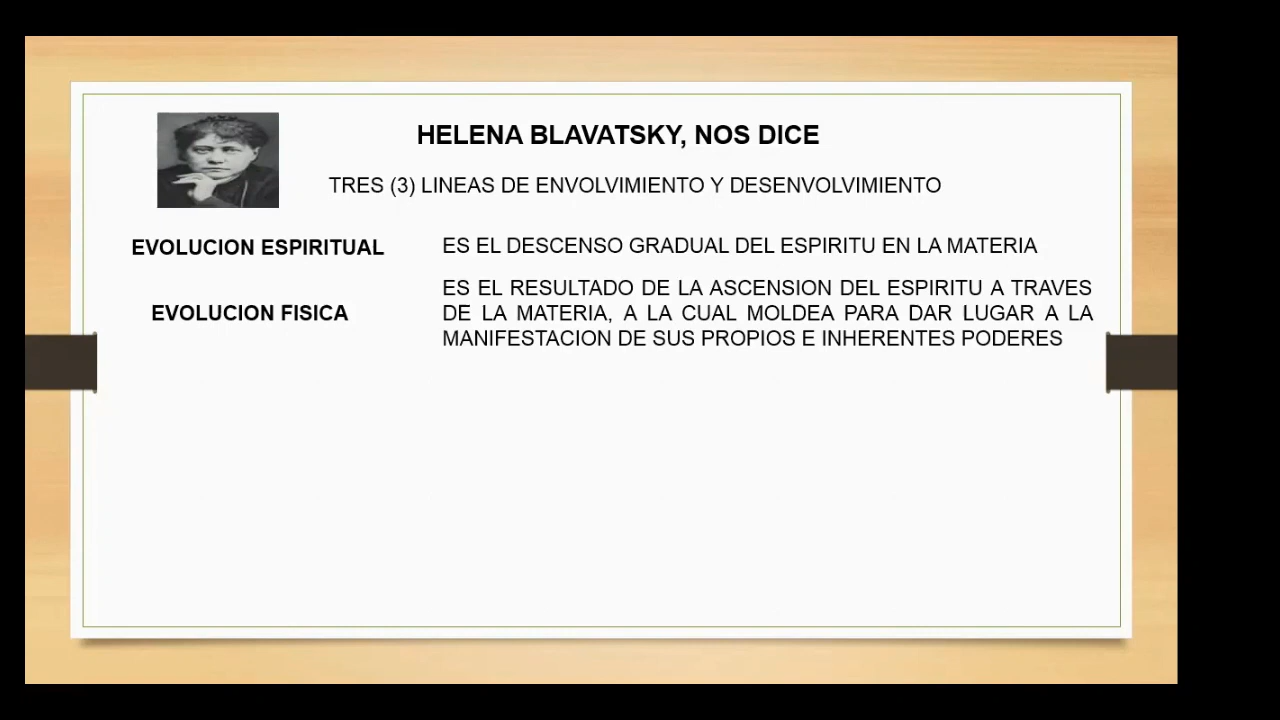 HELENA BLAVATSKY, NOS DICE
TRES (3) LINEAS DE ENVOLVIMIENTO Y DESENVOLVIMIENTO
EVOLUCION ESPIRITUAL
ES EL DESCENSO GRADUAL DEL ESPIRITU EN LA MATERIA
EVOLUCION FISICA
ES EL RESULTADO DE LA ASCENSION DEL ESPIRITU A TRAVES
DE LA MATERIA, A LA CUAL MOLDEA PARA DAR LUGAR A LA
MANIFESTACION DE SUS PROPIOS E INHERENTES PODERES